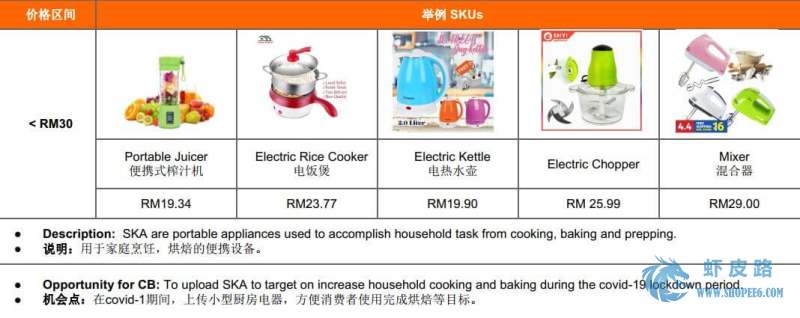 价格区间
举例 SKUs
< RM30
SHIYI
2.0 Liter
4.4
16
Portable Juicer
便携式榨汁机
Electric Rice Cooker
电饭煲
Electric Kettle
电热水壶
Electric Chopper
Mixer
混合器
RM19.34
RM23.77
RM19.90
RM 25.99
RM29.00
● Description: SKA are portable appliances used to accomplish household task from cooking, baking and prepping.
● 说明：用于家庭烹饪，烘焙的便携设备。
● Opportunity for CB: To upload SKA to target on increase household cooking and baking during the covid-19 lockdown period.
● 机会点：在covid-1期间，上传小型厨房电器，方便消费者使用完成烘焙等目标。
虾皮路
WWW.SHOPEE6.COM